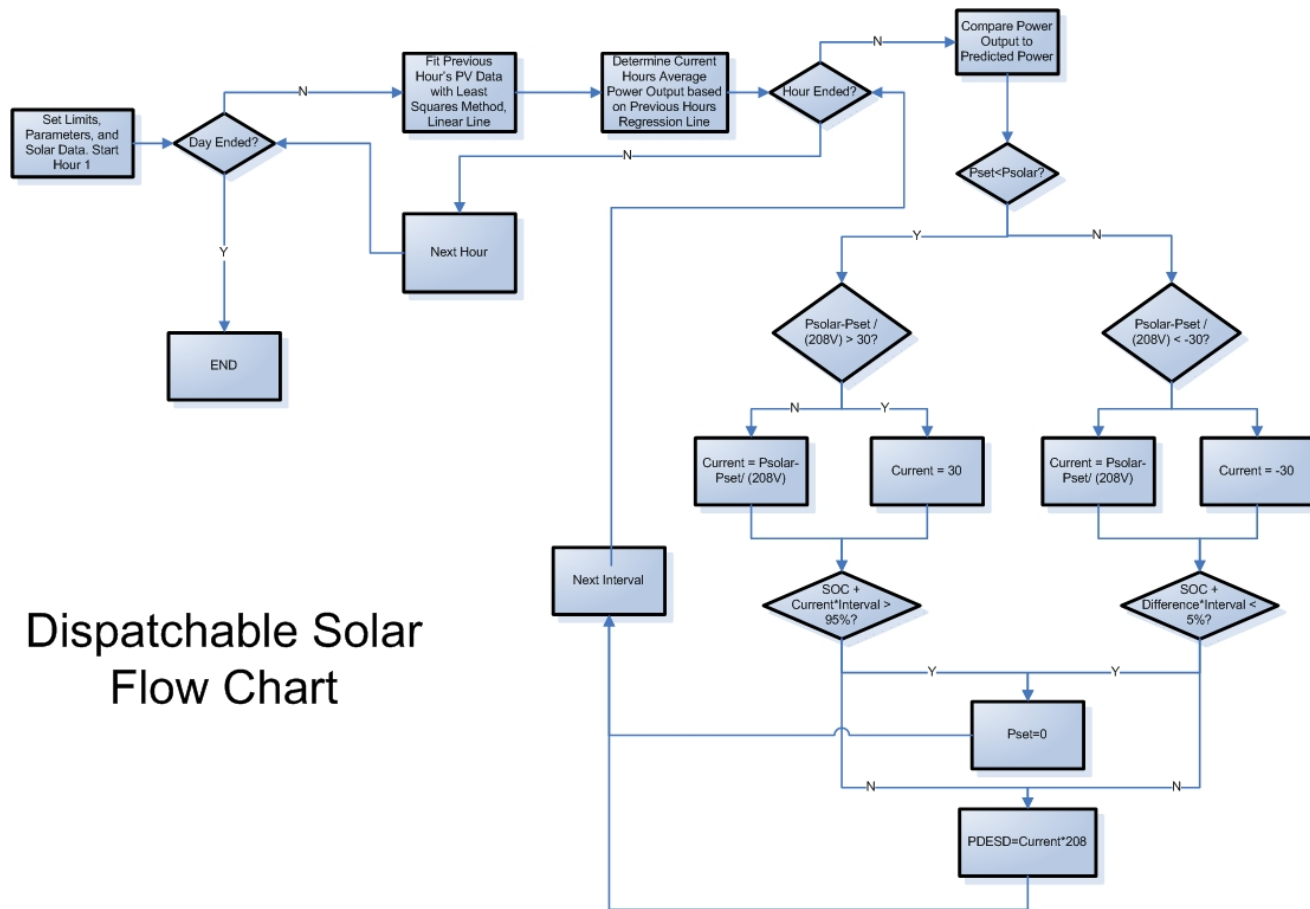 Set Limits,
Parameters, and
Solar Data. Start
Hour 1
Day Ended?
N
Y
END
Fit Previous
Hour's PV Data
with Least
Squares Method,
Linear Line
Determine Current
Hours Average
Power Output based
on Previous Hours
Regression Line
Hour Ended?
N
N
Next Hour
Compare Power
Output to
Predicted Power
Pset<Psolar?
Y
N
Psolar-Pset /
(208V) > 30?
Psolar-Pset /
(208V) < -30?
N
Y
N
Y
Current = Psolar-
Pset/ (208V)
Current = 30
Current = Psolar-
Pset/ (208V)
Current = -30
Next Interval
SOC +
Current*Interval >
95%?
SOC +
Difference*Interval <
5%?
Y
Y
Pset=0
N
N
PDESD=Current*208
Dispatchable Solar
Flow Chart